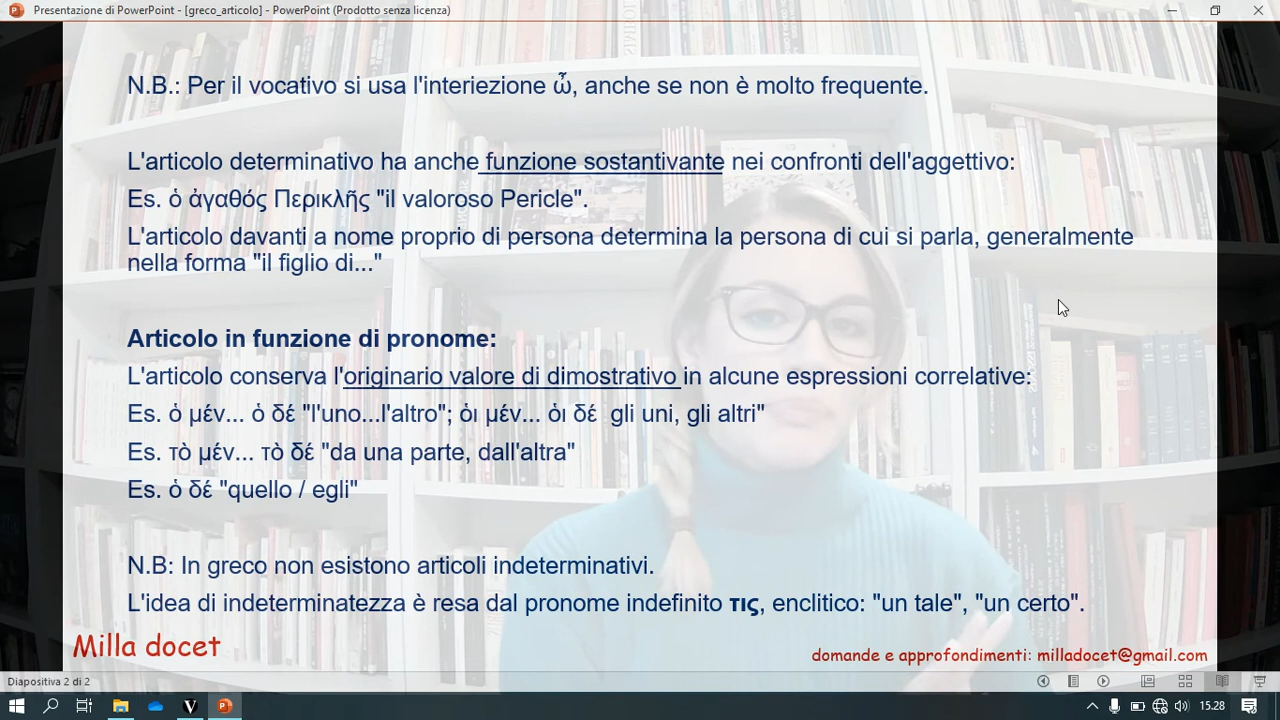 Presentazione di PowerPoint - [greco_articolo] - PowerPoint (Prodotto senza licenza)
N.B.: Per il vocativo si usa l'interiezione ὦ, anche se non è molto frequente.
L'articolo determinativo ha anche funzione sostantivante nei confronti dell'aggettivo:
Es. ὁ ἀγαθός Περικλῆς "il valoroso Pericle".
L'articolo davanti a nome proprio di persona determina la persona di cui si parla, generalmente
nella forma "il figlio di..."
Articolo in funzione di pronome:
L'articolo conserva l'originario valore di dimostrativo in alcune espressioni correlative:
Es. ὁ μέν... ὁ δέ "l'uno...l'altro"; ὁι μέν... ὁι δέ gli uni, gli altri"
Es. τὸ μέν... τὸ δέ "da una parte, dall'altra"
Es. ὁ δέ "quello / egli"
N.B: In greco non esistono articoli indeterminativi.
L'idea di indeterminatezza è resa dal pronome indefinito τις, enclitico: "un tale", "un certo".
Milla docet
domande e approfondimenti: milladocet@gmail.com
Diapositiva 2 di 2
15.28